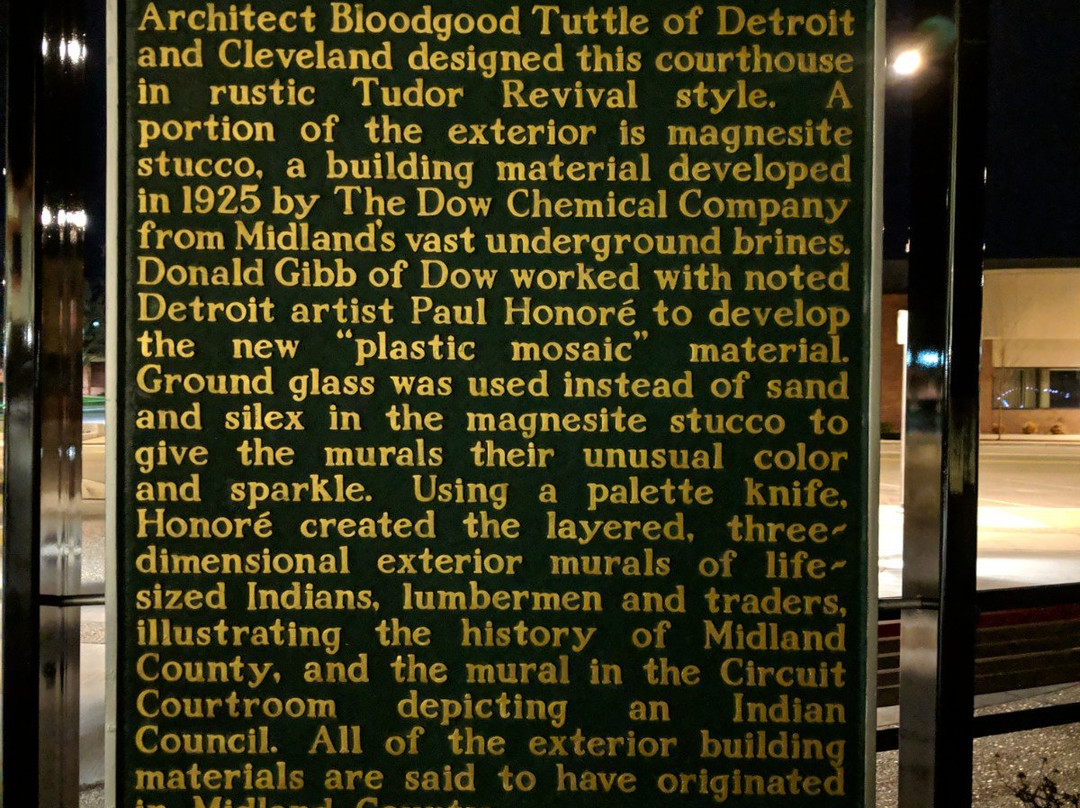 Architect Bloodgood Tuttle of Detroit
and Cleveland designed this courthouse
in rustic Tudor Revival style. A
portion of the exterior is magnesite
stucco, a building material developed
in 1925 by The Dow Chemical Company
from Midland's vast underground brines.
Donald Gibb of Dow worked with noted
Detroit artist Paul Honoré to develop
the new "plastic mosaic" material.
Ground glass was used instead of sand
and silex in the magnesite stucco to
give the murals their unusual color
and sparkle. Using a palette knife,
Honoré created the layered, three-
dimensional exterior murals of life-
sized Indians, lumbermen and traders,
illustrating the history of Midland
County, and the mural in the Circuit
Courtroom depicting an Indian
Council. All of the exterior building
materials are said to have originated
in Midland County